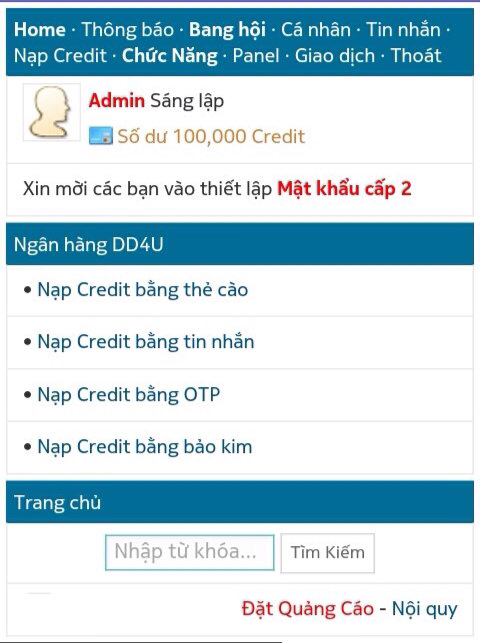 Home · Thông báo · Bang hội · Cá nhân · Tin nhắn ·
Nạp Credit · Chức Năng · Panel · Giao dịch · Thoát
Admin Sáng lập
Số dư 100,000 Credit
Xin mời các bạn vào thiết lập Mật khẩu cấp 2
Ngân hàng DD4U
• Nạp Credit bằng thẻ cào
• Nạp Credit bằng tin nhắn
• Nạp Credit bằng OTP
• Nạp Credit bằng bảo kim
Trang chủ
Nhập từ khóa... Tìm Kiếm
Đặt Quảng Cáo - Nội quy